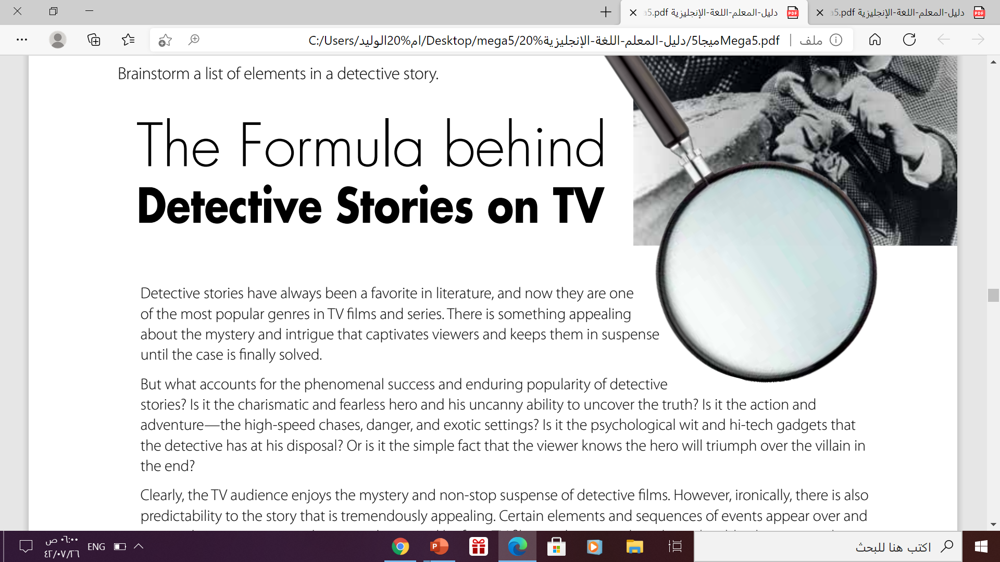 دليل-المعلم-اللغة-الإنجليزية a5.pdf
دليل-المعلم-اللغة-الإنجليزية a5.pdf
ملف
C:/Users/ام%20الوليد/Desktop/mega5/20%ميجا5/دليل-المعلم-اللغة-الإنجليزيةMega5.pdf
Brainstorm a list of elements in a detective story.
The Formula behind
Detective Stories on TV
Detective stories have always been a favorite in literature, and now they are one
of the most popular genres in TV films and series. There is something appealing
about the mystery and intrigue that captivates viewers and keeps them in suspense
until the case is finally solved.
But what accounts for the phenomenal success and enduring popularity of detective
stories? Is it the charismatic and fearless hero and his uncanny ability to uncover the truth? Is it the action and
adventure—the high-speed chases, danger, and exotic settings? Is it the psychological wit and hi-tech gadgets that
the detective has at his disposal? Or is it the simple fact that the viewer knows the hero will triumph over the villain in
the end?
Clearly, the TV audience enjoys the mystery and non-stop suspense of detective films. However, ironically, there is also
predictability to the story that is tremendously appealing. Certain elements and sequences of events appear over and
اكتب هنا للبحث
ENG
٠٦:٠٠ ص
٤٢/٠٧/٢٦